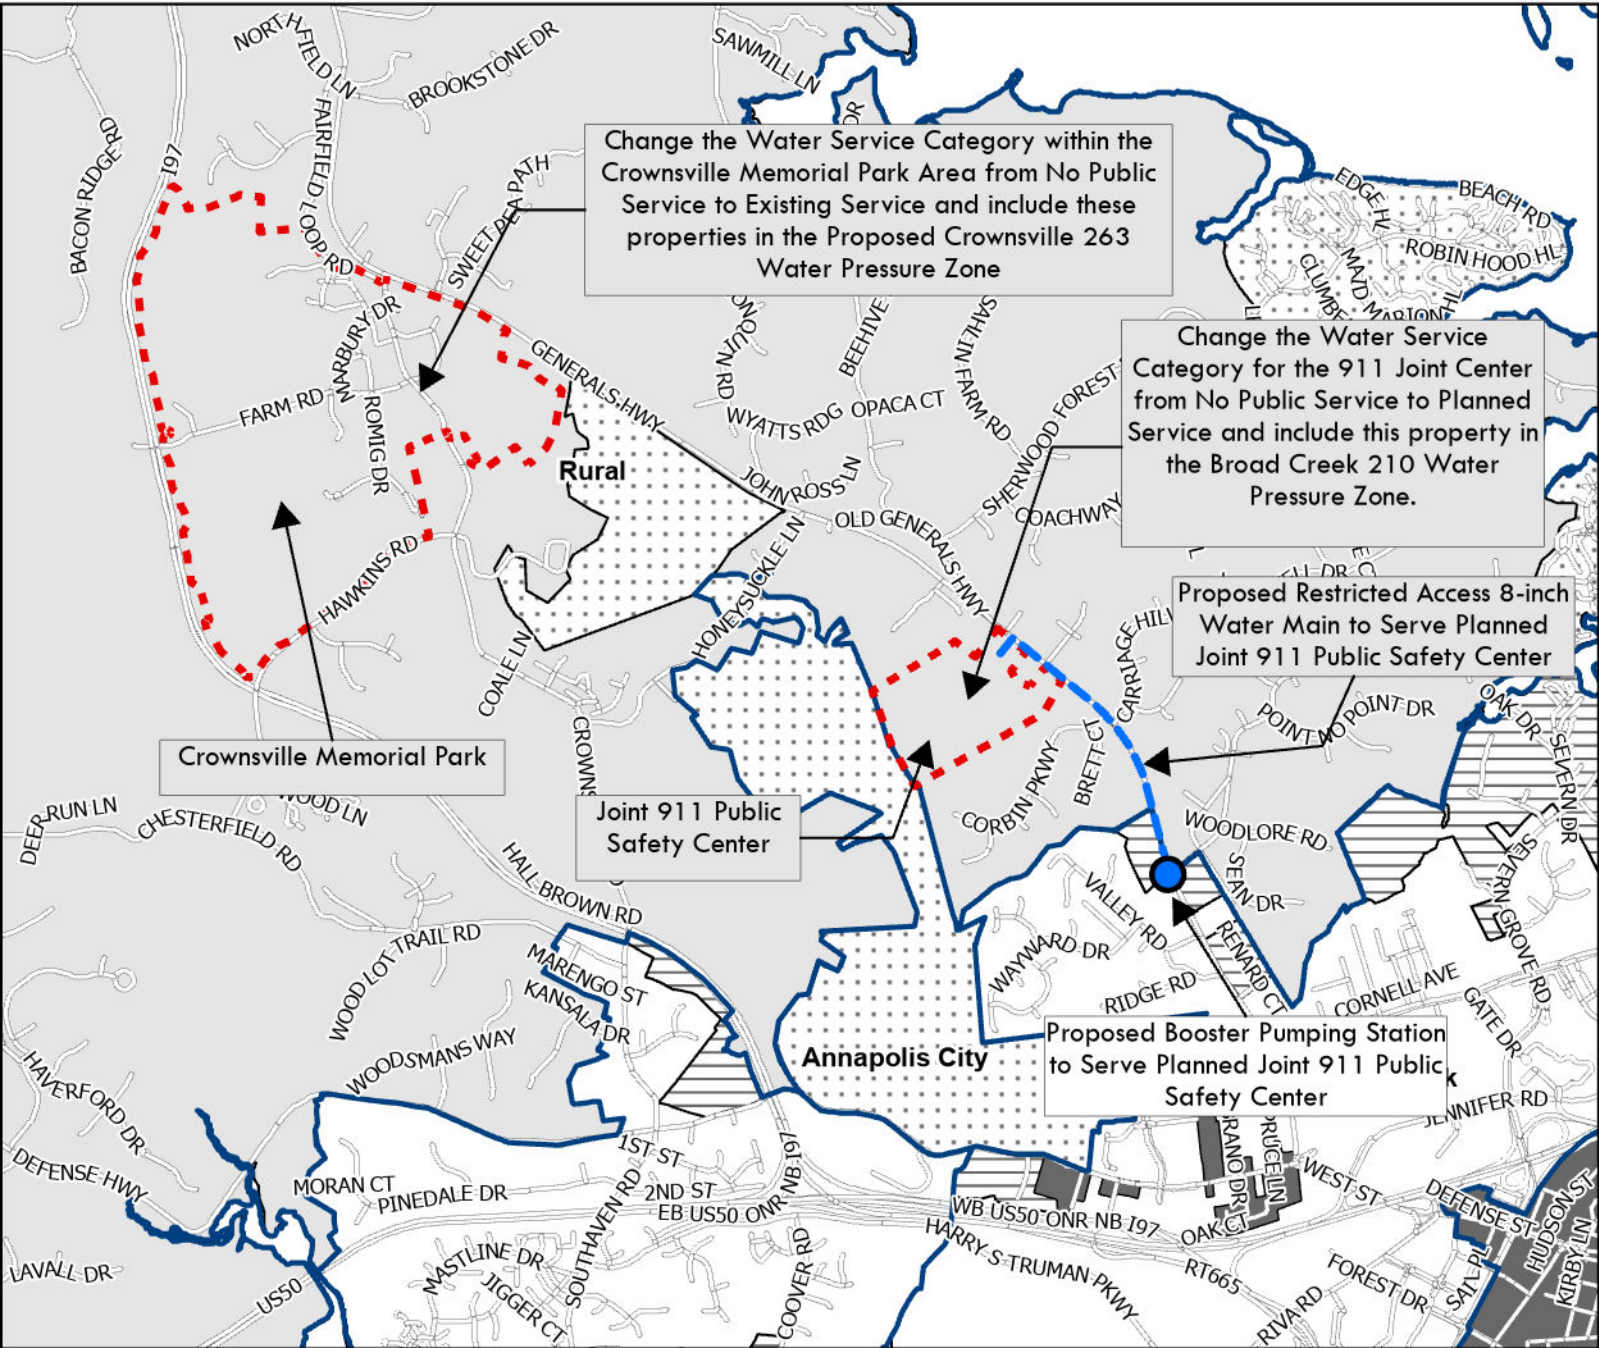 NORTHFIELD LN
BROOKSTONE DR
SAWMILL LN
BACON RIDGE RD
I97
FAIRFIELD LOOP RD
SWEET PEA PATH
DR
Change the Water Service Category within the
Crownsville Memorial Park Area from No Public
Service to Existing Service and include these
properties in the Proposed Crownsville 263
Water Pressure Zone
EDGE HL
BEACH RD
ROBIN HOOD HL
MAID MARION HL
Change the Water Service
Category for the 911 Joint Center
from No Public Service to Planned
Service and include this property in
the Broad Creek 210 Water
Pressure Zone.
MARBURY DR
FARM RD
ROMIG DR
GENERALS HWY
BEEHIVE
SAHLIN FARM RD
WYATTS RDG
OPACA CT
SHERWOOD FOREST
COACHWAY
JOHN ROSS LN
OLD GENERALS HWY
Rural
HONEYSUCKLE LN
HAWKINS RD
COALE LN
CROWNS
Proposed Restricted Access 8-inch
Water Main to Serve Planned
Joint 911 Public Safety Center
CARRIAGE HILL
POINT NO POINT DR
OAK DR
SEVERN DR
Crownsville Memorial Park
BRETT CT
CORBIN PKWY
Joint 911 Public
Safety Center
WOOD LN
DEER RUN LN
CHESTERFIELD RD
WOODLORE RD
SEAN DR
SEVERN GROVE RD
HALL BROWN RD
VALLEY RD
WAYWARD DR
RENARD CT
RIDGE RD
CORNELL AVE
GATE DR
WOOD LOT TRAIL RD
MARENGO ST
KANSALA DR
WOODSMANS WAY
Annapolis City
Proposed Booster Pumping Station
to Serve Planned Joint 911 Public
Safety Center
k
JENNIFER RD
HAVERFORD DR
DEFENSE HWY
1ST ST
MORAN CT
PINEDALE DR
2ND ST
EB US50 ONR NB I97
SOUTHAVEN RD
WB US50 ONR NB I97
OAK CT
WEST ST
DEFENSE ST
HUDSON ST
KIRBY LN
HARRY S TRUMAN PKWY
RT665
FOREST DR
RIVA RD
LAVALL DR
US50
MASTLINE DR
JIGGER CT
COOVER RD